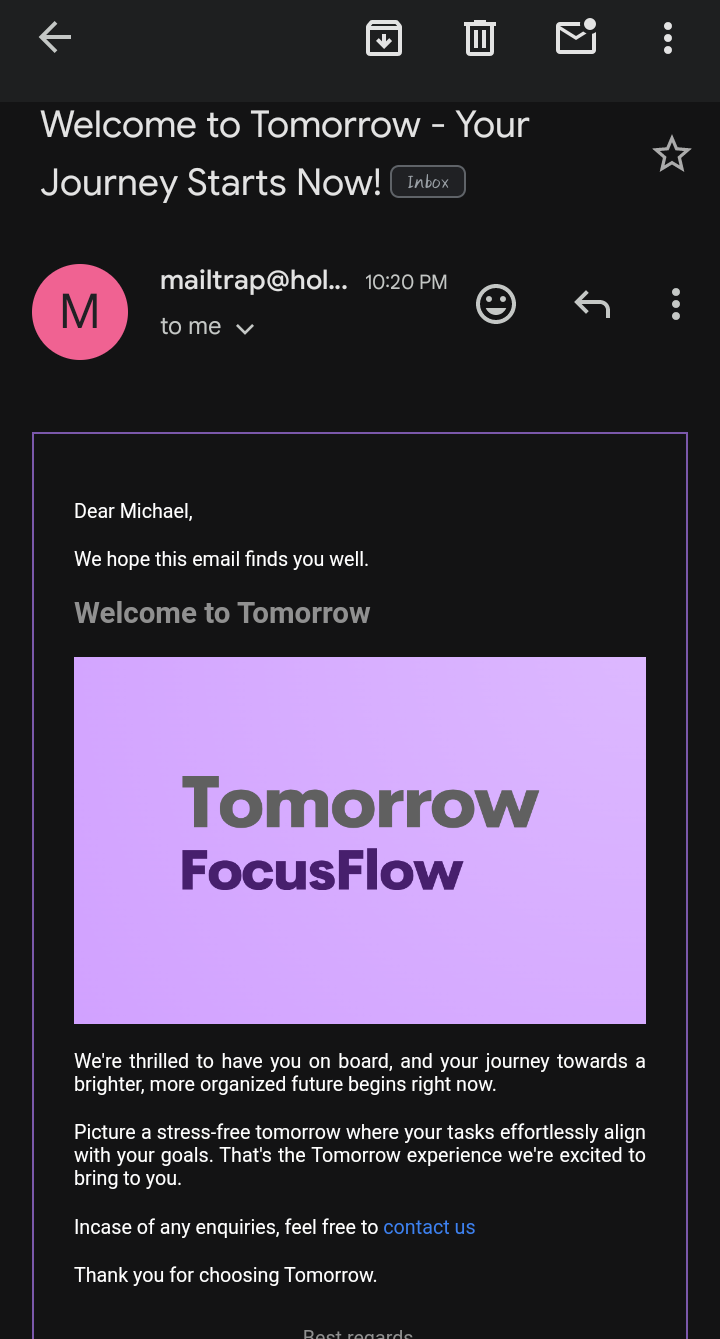 Welcome to Tomorrow - Your
Journey Starts Now! Inbox
M
mailtrap@hol... 10:20 PM
to me
Dear Michael,
We hope this email finds you well.
Welcome to Tomorrow
Tomorrow
FocusFlow
We're thrilled to have you on board, and your journey towards a
brighter, more organized future begins right now.
Picture a stress-free tomorrow where your tasks effortlessly align
with your goals. That's the Tomorrow experience we're excited to
bring to you.
Incase of any enquiries, feel free to contact us
Thank you for choosing Tomorrow.
Best regards